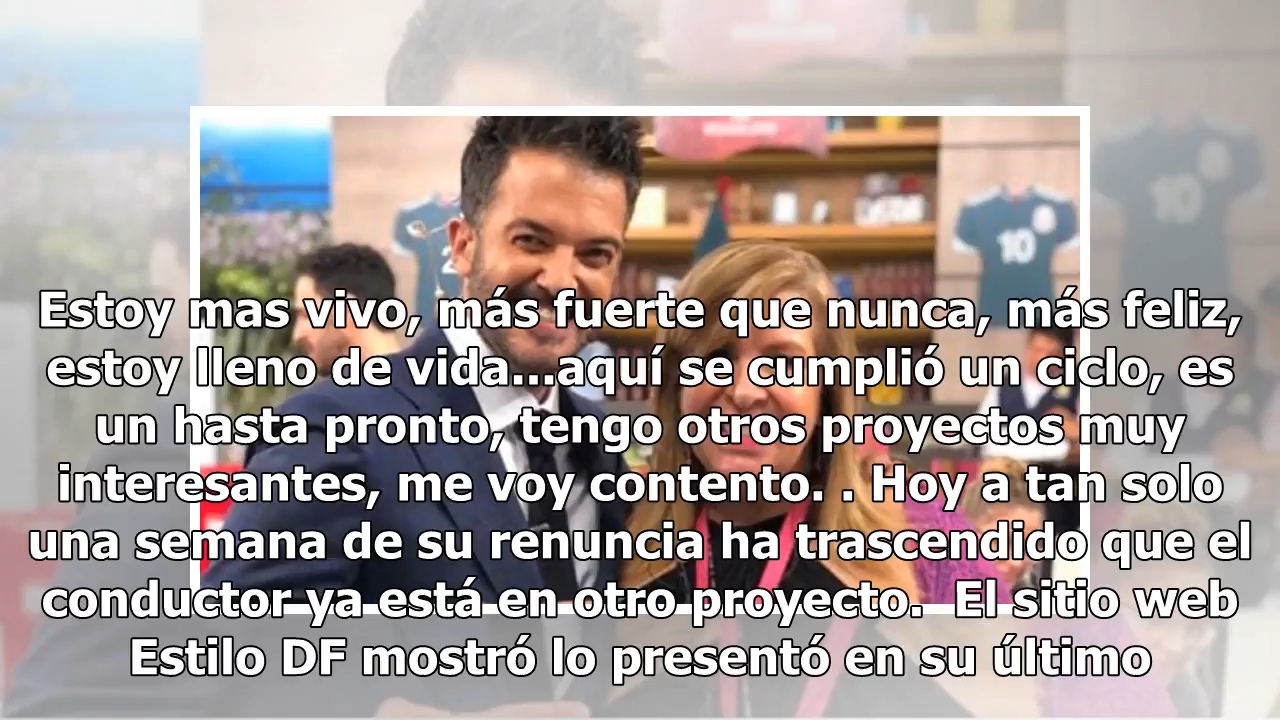 10
Estoy mas vivo, más fuerte que nunca, más feliz,
estoy lleno de vida...aquí se cumplió un ciclo, es
un hasta pronto, tengo otros proyectos muy
interesantes, me voy contento. . Hoy a tan solo
una semana de su renuncia ha trascendido que el
conductor ya está en otro proyecto.  El sitio web
Estilo DF mostró lo presentó en su último